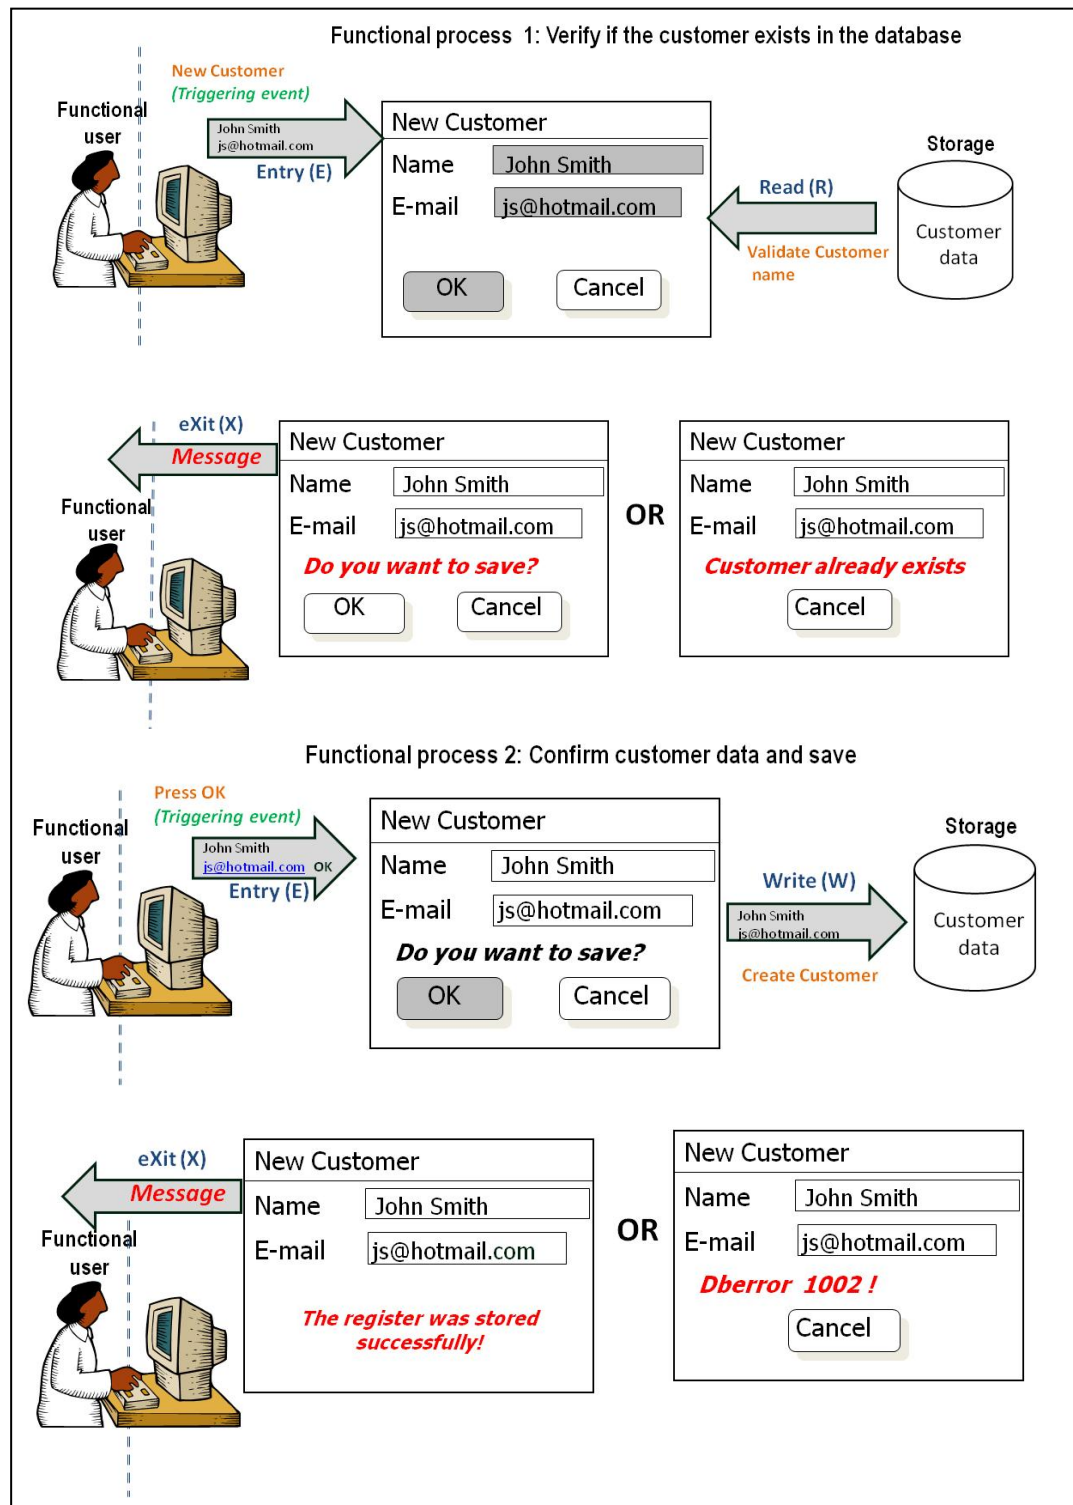 Functional process 1: Verify if the customer exists in the database
New Customer
(Triggering event)
Functional
user
John Smith
js@hotmail.com
Entry (E)
New Customer
Name
John Smith
E-mail
js@hotmail.com
OK
Cancel
Read (R)
Validate Customer
name
Storage
Customer
data
eXit (X)
Message
Functional
user
New Customer
Name
John Smith
E-mail
js@hotmail.com
Do you want to save?
OK
Cancel
OR
New Customer
Name
John Smith
E-mail
js@hotmail.com
Customer already exists
Cancel
Functional process 2: Confirm customer data and save
Press OK
(Triggering event)
Functional
user
John Smith
js@hotmail.com OK
Entry (E)
New Customer
Name
John Smith
E-mail
js@hotmail.com
Do you want to save?
OK
Cancel
Write (W)
John Smith
js@hotmail.com
Create Customer
Storage
Customer
data
eXit (X)
Message
Functional
user
New Customer
Name
John Smith
E-mail
js@hotmail.com
The register was stored
successfully!
OR
New Customer
Name
John Smith
E-mail
js@hotmail.com
Dberror 1002 !
Cancel